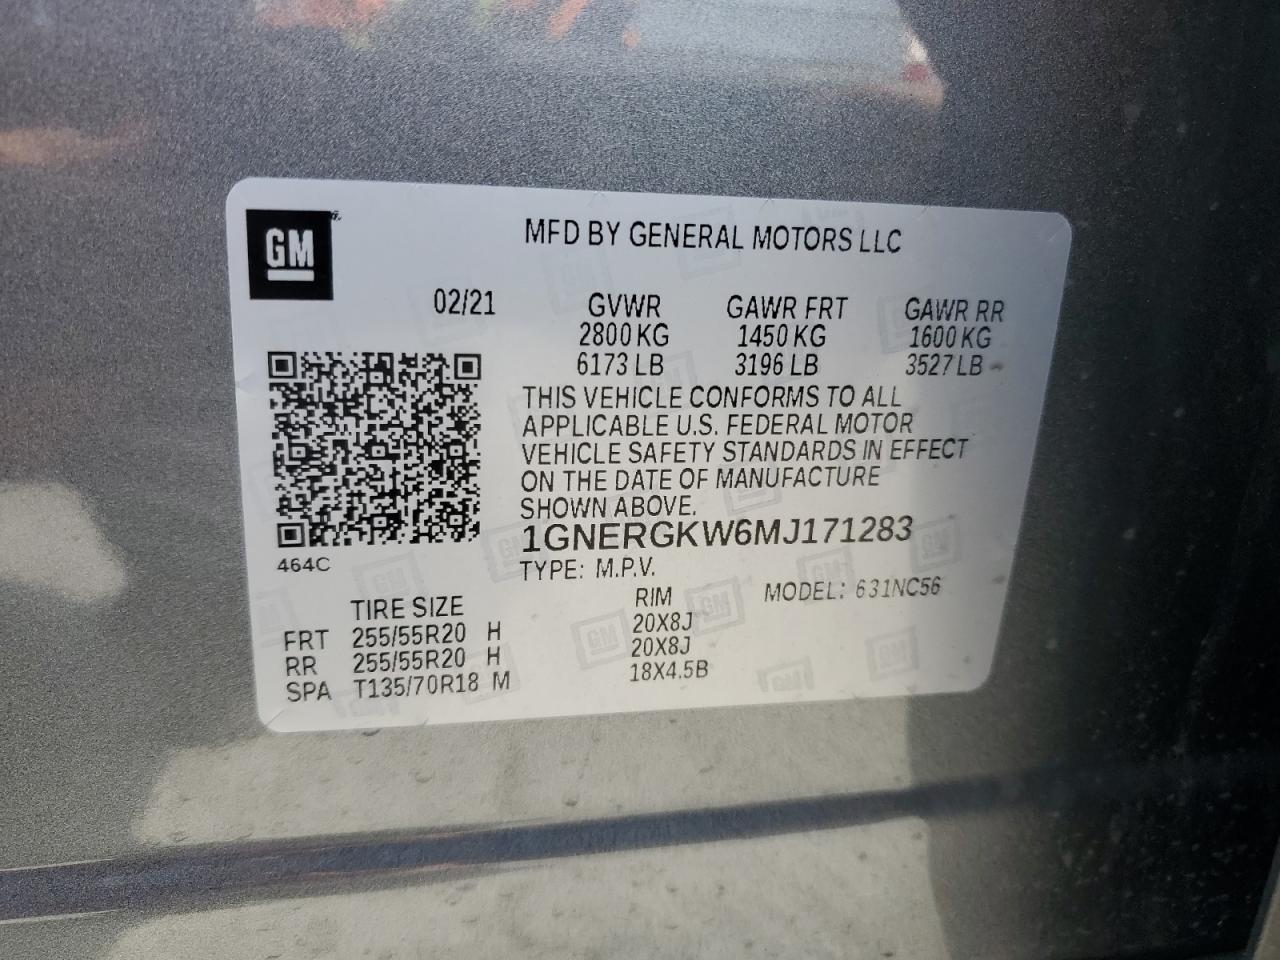 GM
MFD BY GENERAL MOTORS LLC
02/21 GVWR GAWR FRT GAWR RR
2800 KG 1450 KG 1600 KG
6173 LB 3196 LB 3527 LB
THIS VEHICLE CONFORMS TO ALL
APPLICABLE U.S. FEDERAL MOTOR
VEHICLE SAFETY STANDARDS IN EFFECT
ON THE DATE OF MANUFACTURE
SHOWN ABOVE.
1GNERGKW6MJ171283
464C
TYPE: M.P.V. MODEL: 631NC56
TIRE SIZE RIM
FRT 255/55R20 H 20X8J
RR 255/55R20 H 20X8J
SPA T135/70R18 M 18X4.5B